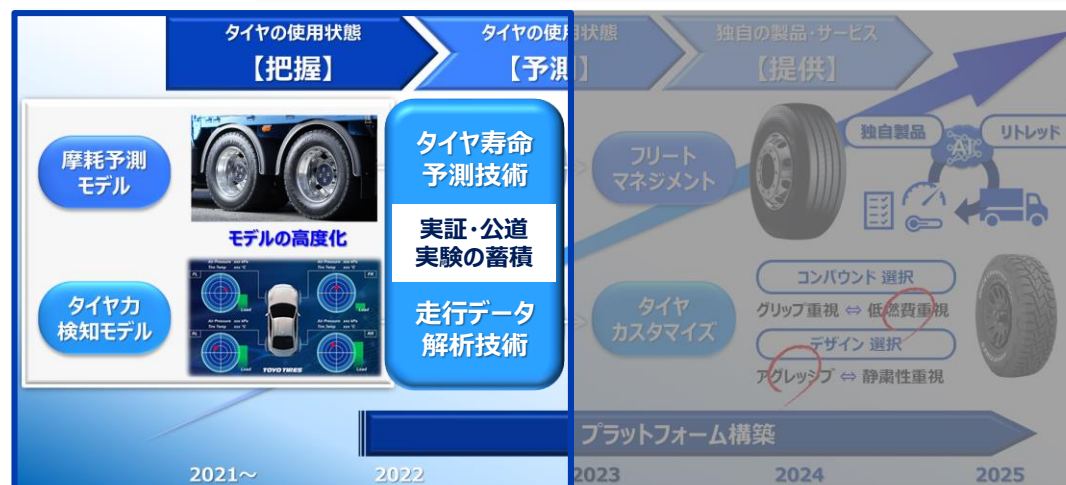 タイヤの使用状態
【把握】
タイヤの使用状態
【予測】
独自の製品・サービス
【提供】
摩耗予測
モデル
モデルの高度化
タイヤ力
検知モデル
TOYO TIRES
タイヤ寿命
予測技術
実証・公道
実験の蓄積
走行データ
解析技術
フリート
マネジメント
独自製品
AI
リトレッド
タイヤ
カスタマイズ
コンパウンド 選択
グリップ重視 ⇔ 低燃費重視
デザイン 選択
アグレッシブ ⇔ 静粛性重視
プラットフォーム構築
2021～
2022
2023
2024
2025